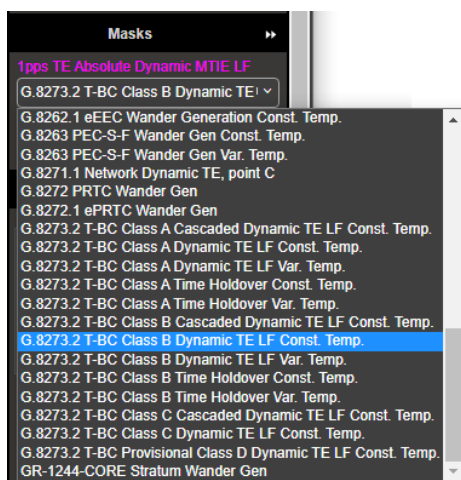 Masks »
1pps TE Absolute Dynamic MTIE LF
G.8273.2 T-BC Class B Dynamic TE
G.8262.1 eEEC Wander Generation Const. Temp.
G.8263 PEC-S-F Wander Gen Const. Temp.
G.8263 PEC-S-F Wander Gen Var. Temp.
G.8271.1 Network Dynamic TE, point C
G.8272 PRTC Wander Gen
G.8272.1 ePRTC Wander Gen
G.8273.2 T-BC Class A Cascaded Dynamic TE LF Const. Temp.
G.8273.2 T-BC Class A Dynamic TE LF Const. Temp.
G.8273.2 T-BC Class A Dynamic TE LF Var. Temp.
G.8273.2 T-BC Class A Time Holdover Const. Temp.
G.8273.2 T-BC Class A Time Holdover Var. Temp.
G.8273.2 T-BC Class B Cascaded Dynamic TE LF Const. Temp.
G.8273.2 T-BC Class B Dynamic TE LF Const. Temp.
G.8273.2 T-BC Class B Dynamic TE LF Var. Temp.
G.8273.2 T-BC Class B Time Holdover Const. Temp.
G.8273.2 T-BC Class B Time Holdover Var. Temp.
G.8273.2 T-BC Class C Cascaded Dynamic TE LF Const. Temp.
G.8273.2 T-BC Class C Dynamic TE LF Const. Temp.
G.8273.2 T-BC Provisional Class D Dynamic TE LF Const. Temp.
GR-1244-CORE Stratum Wander Gen